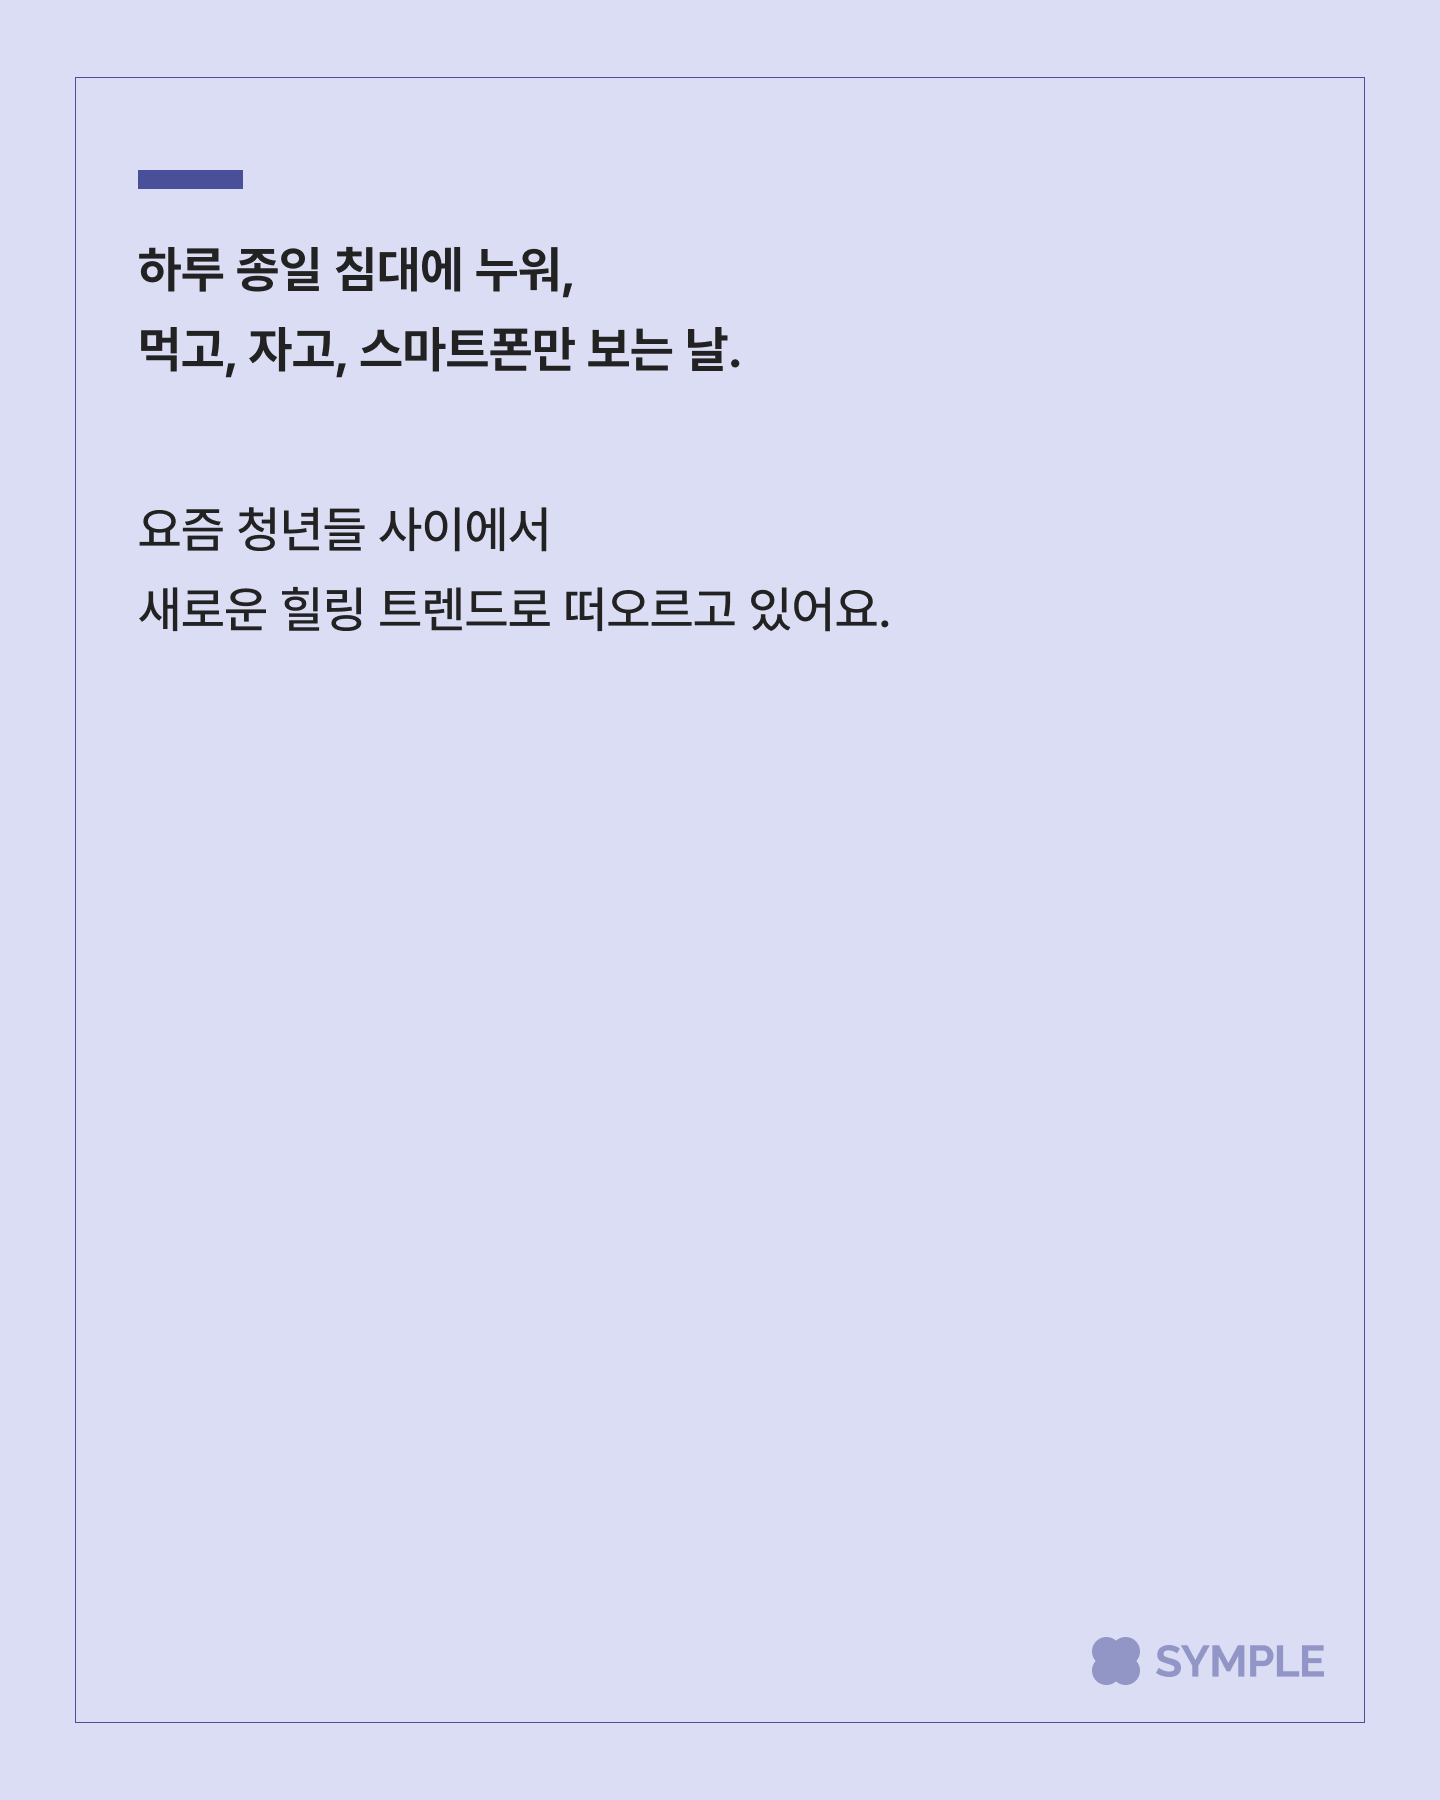 하루 종일 침대에 누워,
먹고, 자고, 스마트폰만 보는 날.
요즘 청년들 사이에서
새로운 힐링 트렌드로 떠오르고 있어요.
SYMPLE